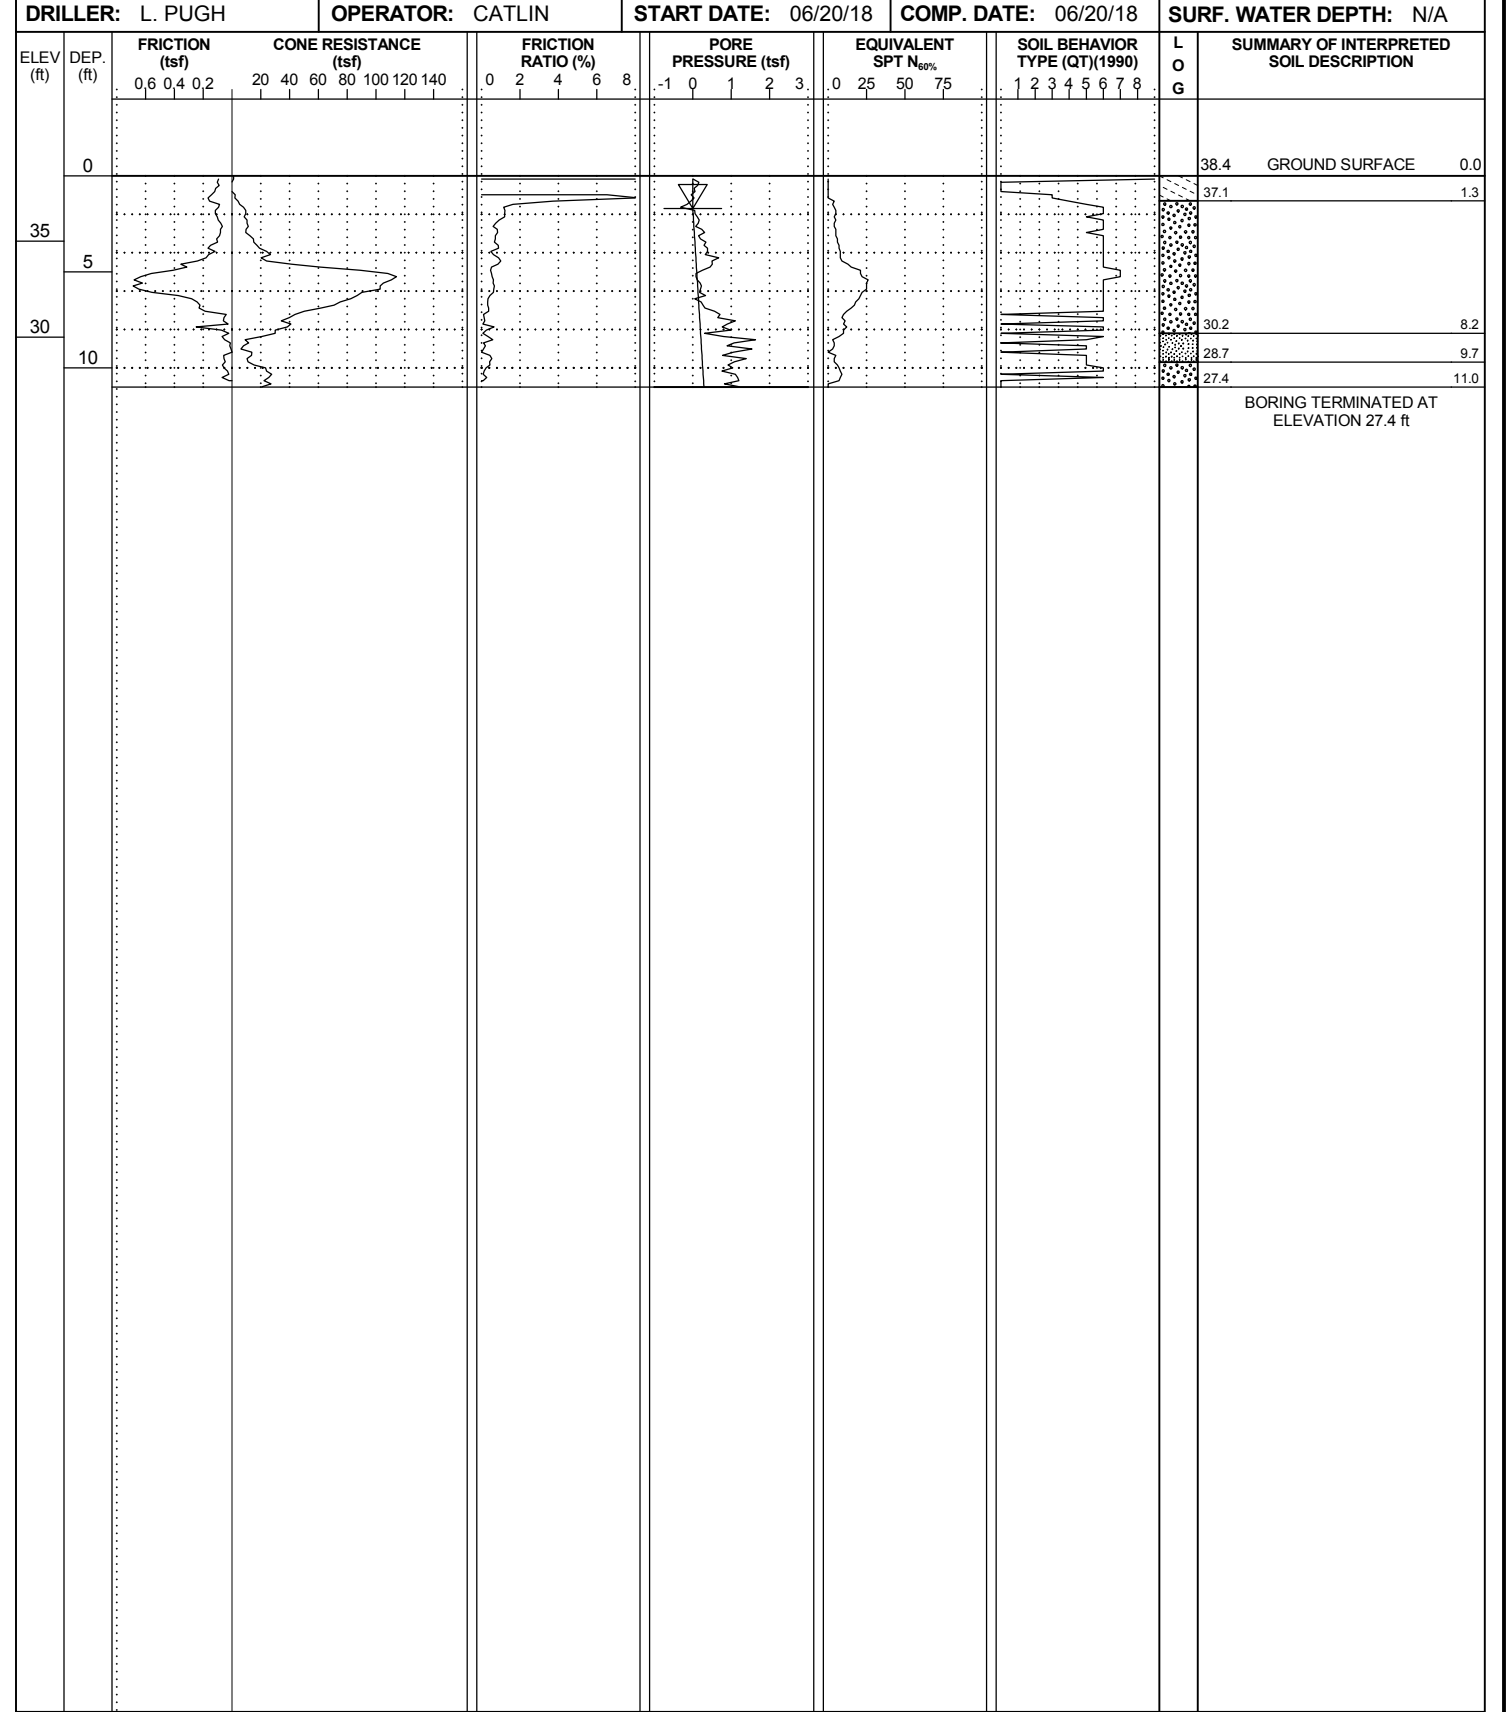 DRILLER: L. PUGH OPERATOR: CATLIN START DATE: 06/20/18 COMP. DATE: 06/20/18 SURF. WATER DEPTH: N/A
ELEV (ft)
DEP. (ft)
FRICTION (tsf)
0,6 0,4 0,2
CONE RESISTANCE (tsf)
20 40 60 80 100 120 140
FRICTION RATIO (%)
0 2 4 6 8
PORE PRESSURE (tsf)
-1 0 1 2 3
EQUIVALENT SPT N60%
0 25 50 75
SOIL BEHAVIOR TYPE (QT)(1990)
1 2 3 4 5 6 7 8
L
O
G
SUMMARY OF INTERPRETED SOIL DESCRIPTION
0
38.4 GROUND SURFACE 0.0
37.1 1.3
35
5
30
30.2 8.2
28.7 9.7
10
27.4 11.0
BORING TERMINATED AT
ELEVATION 27.4 ft